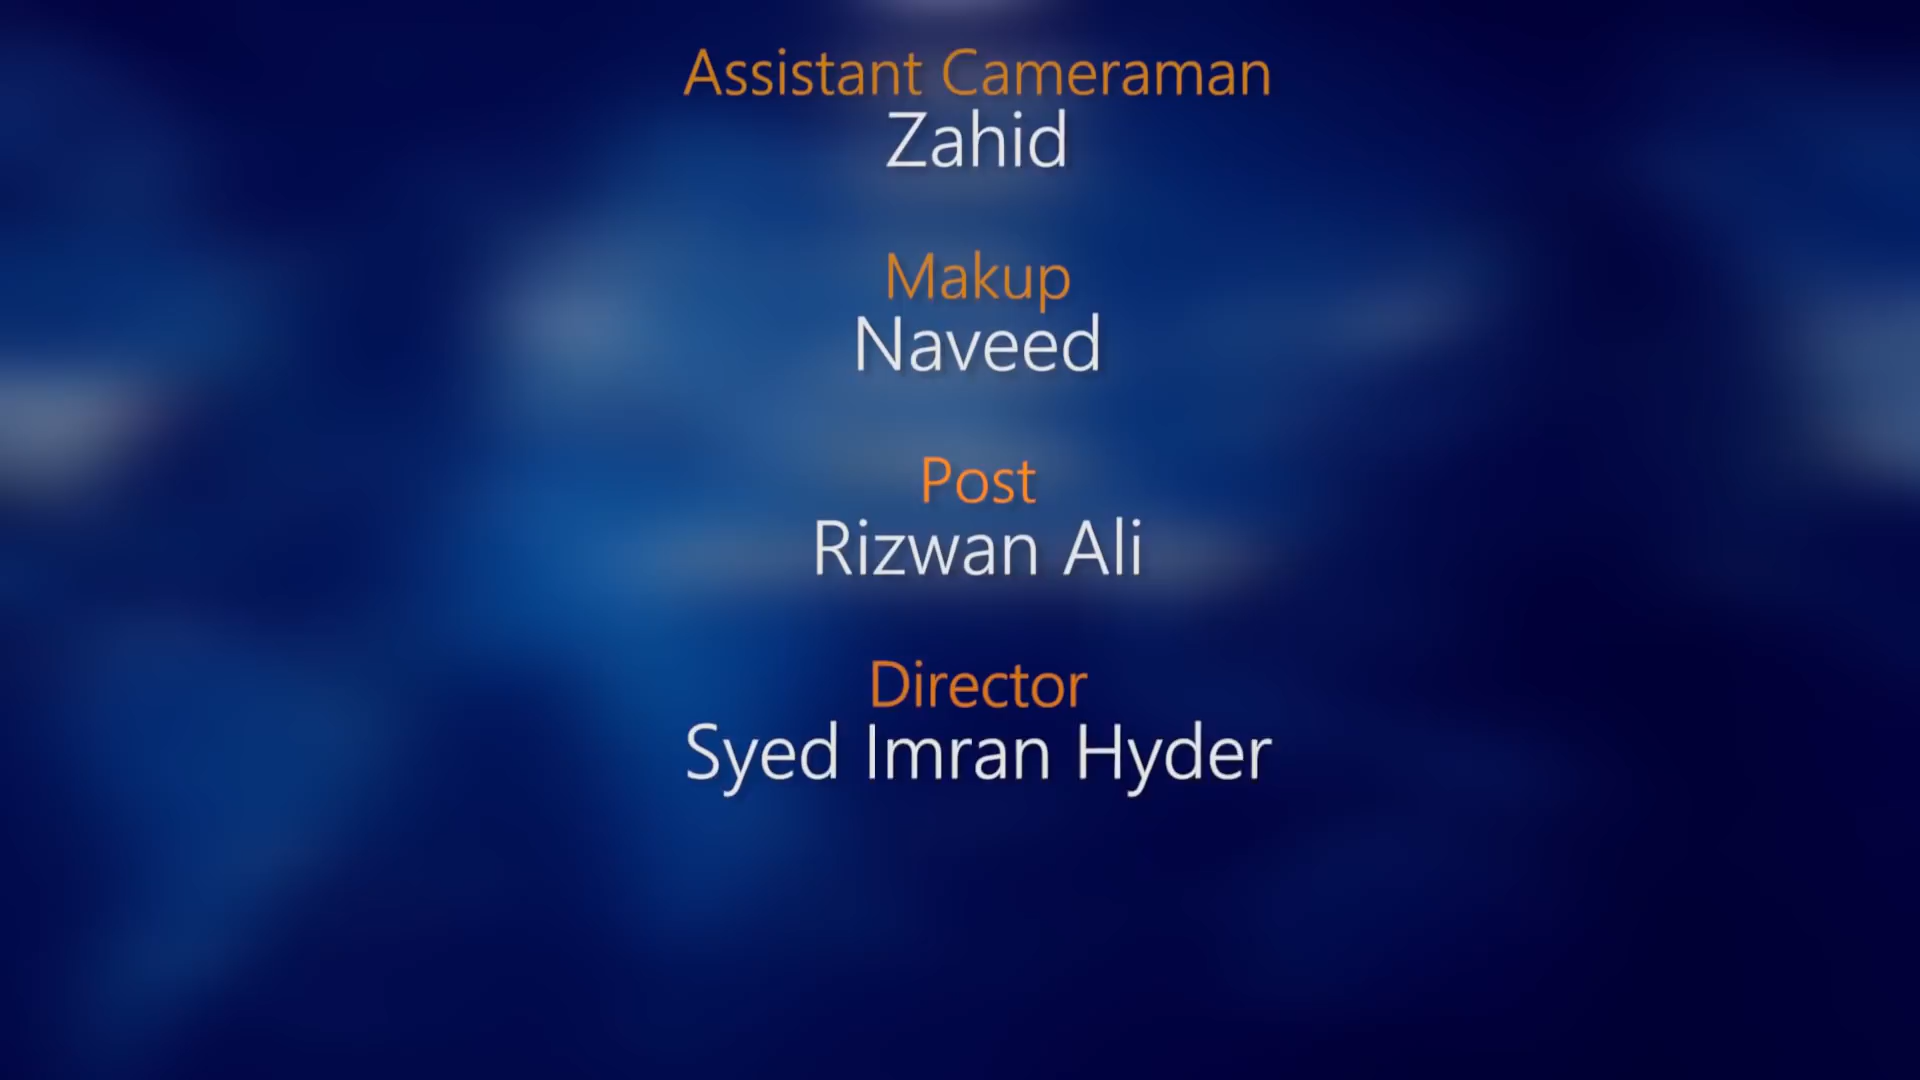 Assistant Cameraman
Zahid
Makup
Naveed
Post
Rizwan Ali
Director
Syed Imran Hyder